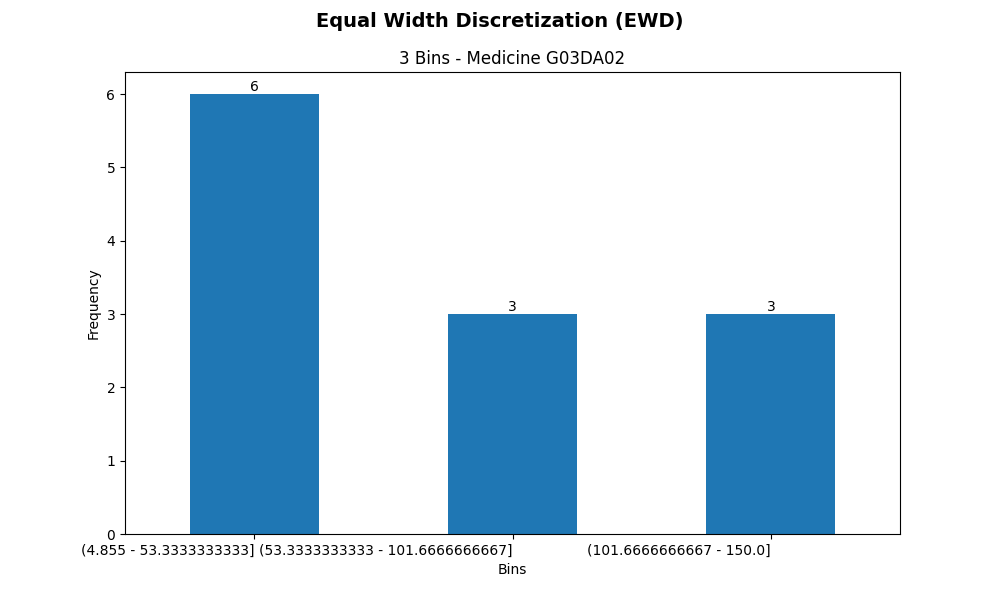 Equal Width Discretization (EWD)
3 Bins - Medicine G03DA02
6
3
3
Frequency
6
5
4
3
2
1
0
(4.855 - 53.3333333333] (53.3333333333 - 101.6666666667] (101.6666666667 - 150.0]
Bins